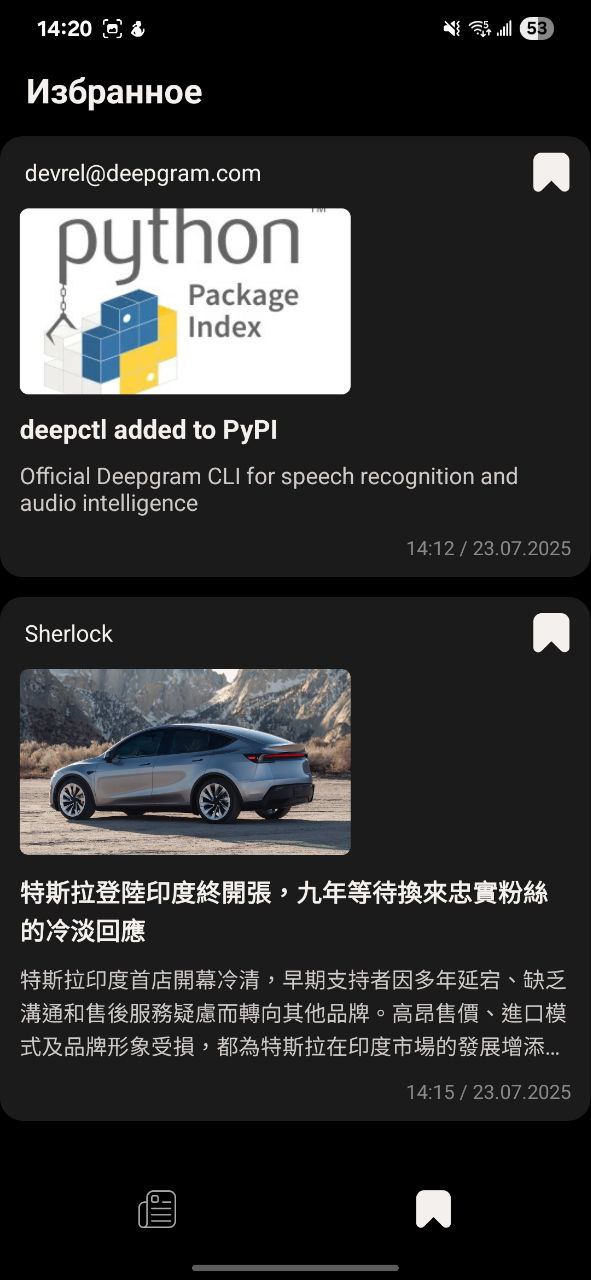 14:20
53
Избранное
devrel@deepgram.com
TM
python
Package
Index
deepctl added to PyPI
Official Deepgram CLI for speech recognition and
audio intelligence
14:12 / 23.07.2025
Sherlock
特斯拉登陸印度終開張，九年等待換來忠實粉絲
的冷淡回應
特斯拉印度首店開幕冷清，早期支持者因多年延宕、缺乏
溝通和售後服務疑慮而轉向其他品牌。高昂售價、進口模
式及品牌形象受損，都為特斯拉在印度市場的發展增添...
14:15 / 23.07.2025